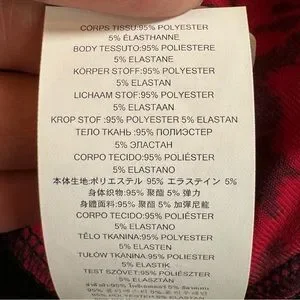 CORPS TISSU:95% POLYESTER
5% ÉLASTHANNE
BODY TESSUTO:95% POLIESTERE
5% ELASTANE
KÖRPER STOFF:95% POLYESTER
5% ELASTAN
LICHAAM STOF:95% POLYESTER
5% ELASTAAN
KROP STOF :95% POLYESTER 5% ELASTAN
ТЕЛО ТКАНЬ :95% ПОЛИЭСТЕР
5% ЭЛАСТАН
CORPO TECIDO:95% POLIÉSTER
5% ELASTANO
本体生地:ポリエステル 95% エラステイン 5%
身体织物:95% 聚酯 5% 弹力
身體面料:95% 聚酯 5% 加彈尼龍
CORPO TECIDO:95% POLIÉSTER
5% ELASTANO
TĚLO TKANINA:95% POLYESTER
5% ELASTEN
TUŁÓW TKANINA:95% POLYESTER
5% ELASTIK
TEST SZÖVET:95% POLIÉSZTER
5% ELASZTÁN